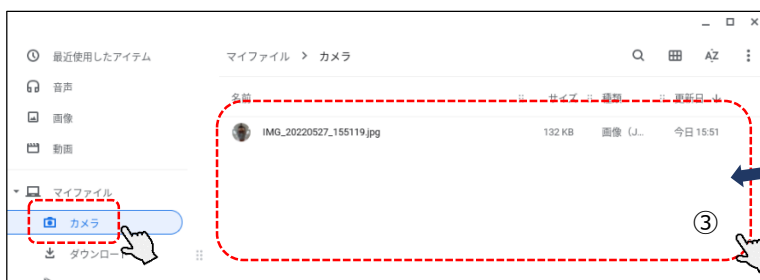 最近使用したアイテム
音声
画像
動画
マイファイル
カメラ
ダウンロード
マイファイル > カメラ
AZ
名前 サイズ 種類 更新日
IMG_20220527_155119.jpg 132 KB 画像（J... 今日 15:51
③